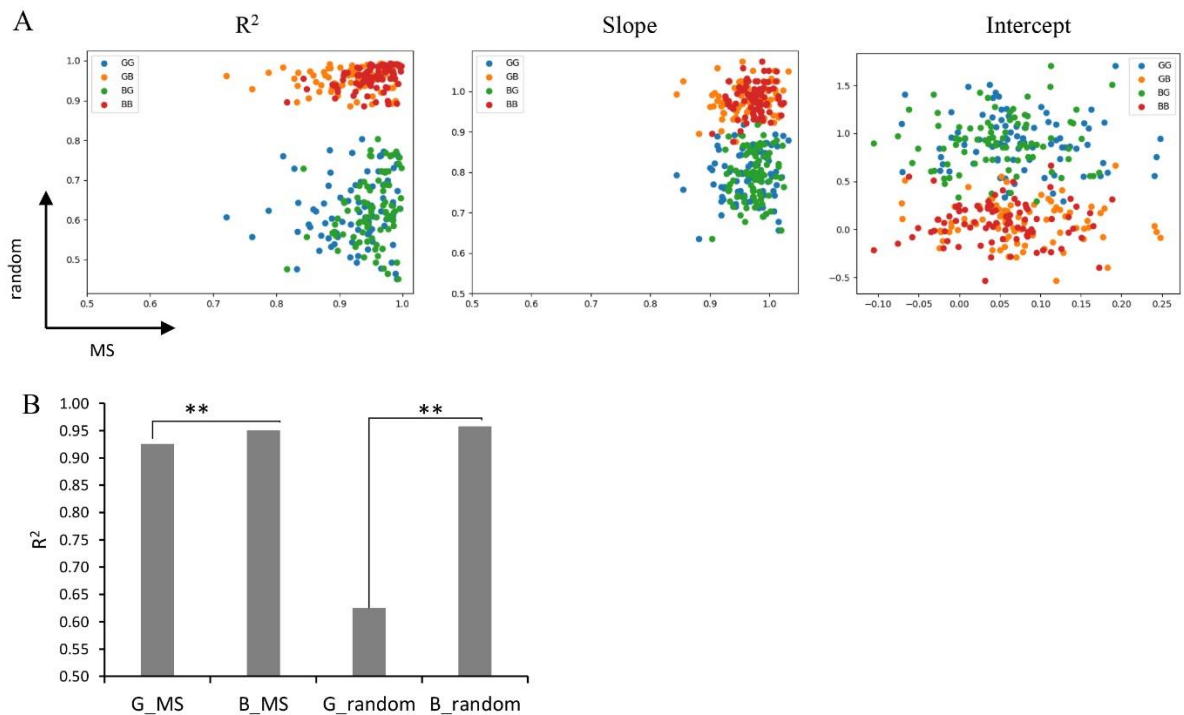 A
R²
Slope
Intercept
GG
GB
BG
BB
1.0
0.9
0.8
0.7
0.6
0.5
0.5
0.6
0.7
0.8
0.9
1.0
GG
GB
BG
BB
1.0
0.9
0.8
0.7
0.6
0.5
0.5
0.6
0.7
0.8
0.9
1.0
GG
GB
BG
BB
1.5
1.0
0.5
0.0
−0.5
−0.10
−0.05
0.00
0.05
0.10
0.15
0.20
0.25
random
MS
B
1.00
0.95
0.90
0.85
0.80
0.75
0.70
0.65
0.60
0.55
0.50
R²
**
**
G_MS
B_MS
G_random
B_random